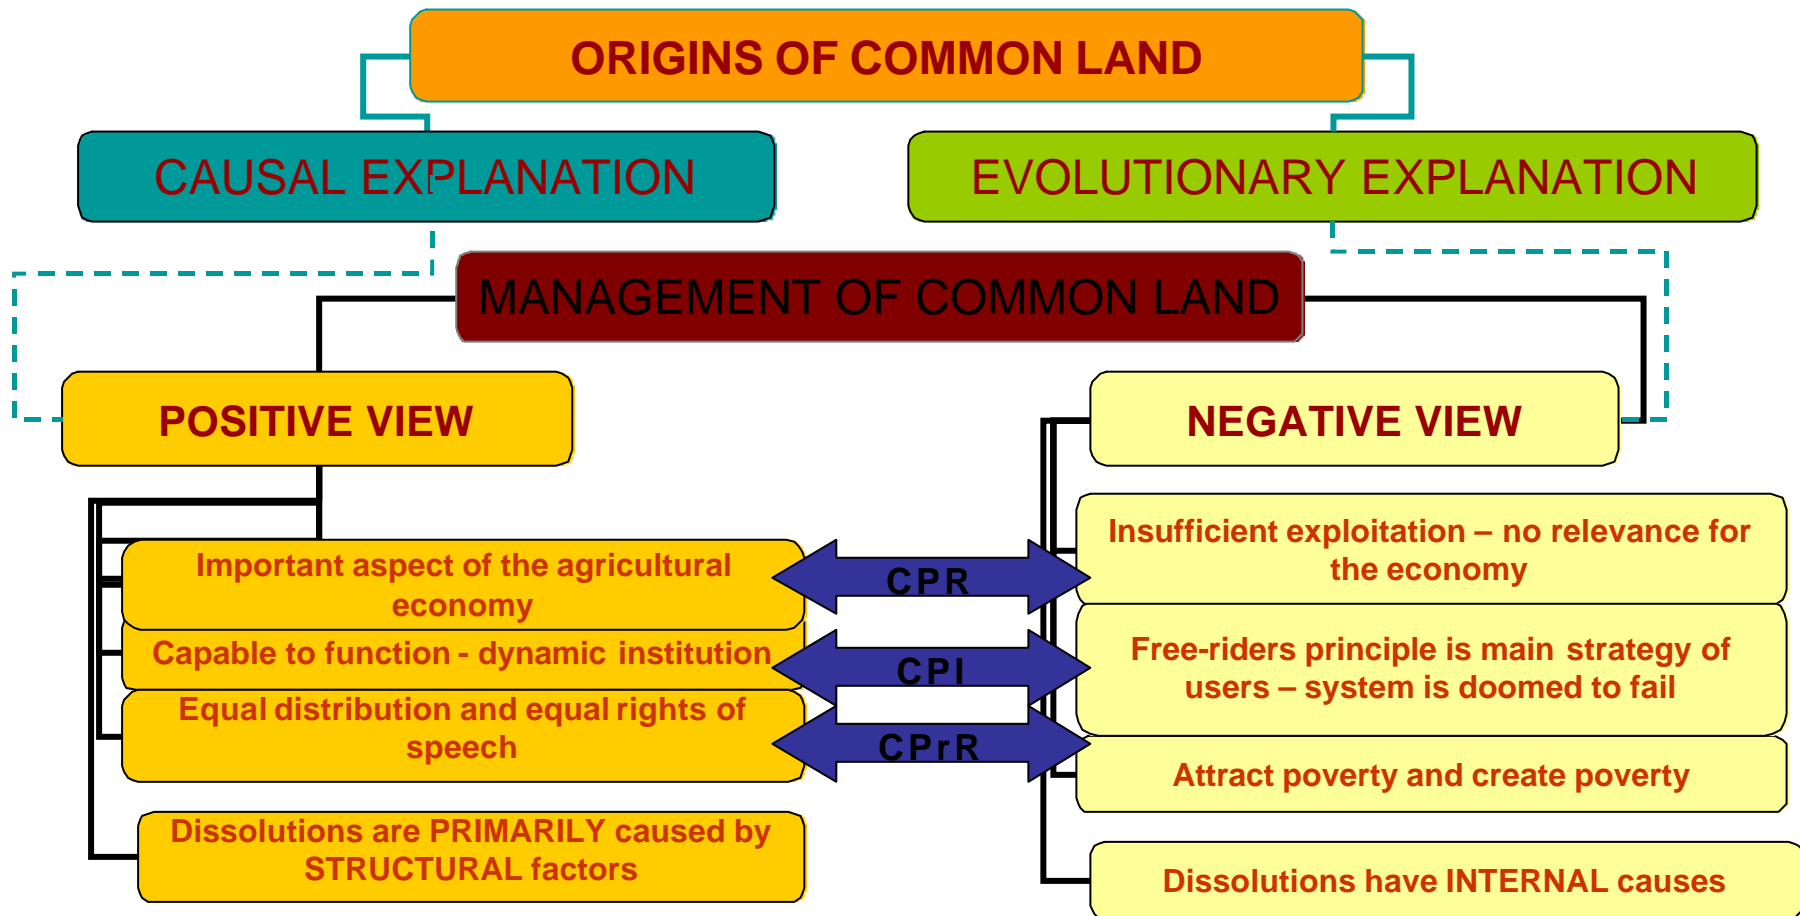 ORIGINS OF COMMON LAND
CAUSAL EXPLANATION
EVOLUTIONARY EXPLANATION
MANAGEMENT OF COMMON LAND
POSITIVE VIEW
NEGATIVE VIEW
Important aspect of the agricultural
economy
CPR
Insufficient exploitation – no relevance for
the economy
Capable to function - dynamic institution
CPI
Free-riders principle is main strategy of
users – system is doomed to fail
Equal distribution and equal rights of
speech
CPrR
Attract poverty and create poverty
Dissolutions are PRIMARILY caused by
STRUCTURAL factors
Dissolutions have INTERNAL causes